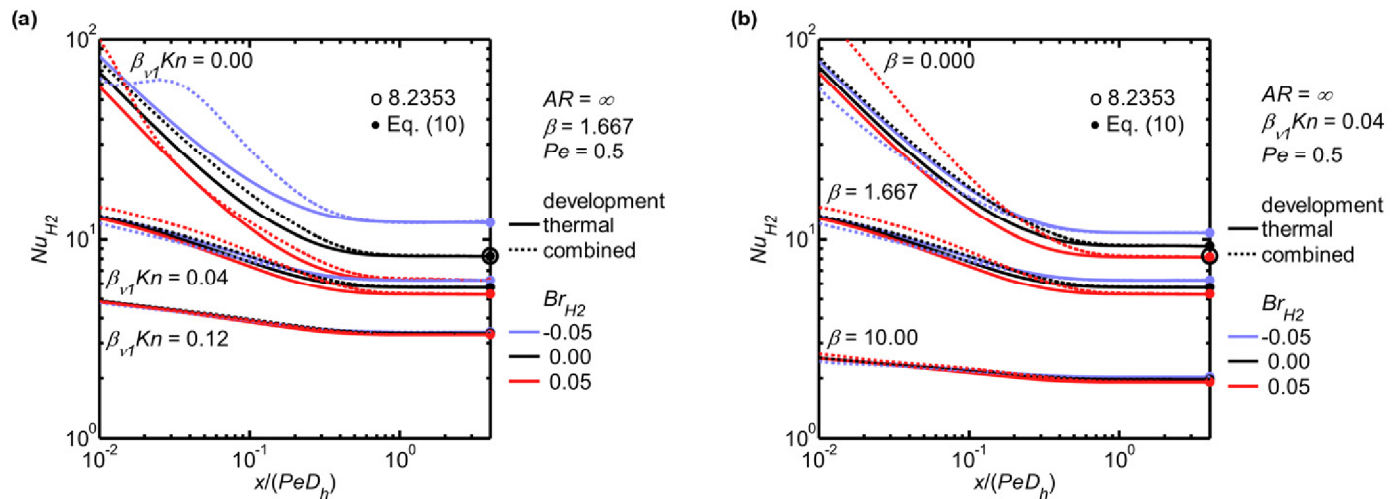 (a)
10²
β_v1Kn = 0.00
o 8.2353
• Eq. (10)
AR = ∞
β = 1.667
Pe = 0.5
Nu_H2
10¹
development
thermal
combined
β_v1Kn = 0.04
β_v1Kn = 0.12
Br_H2
-0.05
0.00
0.05
10⁰
10⁻²
10⁻¹
10⁰
x/(PeD_h)
(b)
10²
β = 0.000
o 8.2353
• Eq. (10)
AR = ∞
β_v1Kn = 0.04
Pe = 0.5
β = 1.667
Nu_H2
10¹
development
thermal
combined
β = 10.00
Br_H2
-0.05
0.00
0.05
10⁰
10⁻²
10⁻¹
10⁰
x/(PeD_h)